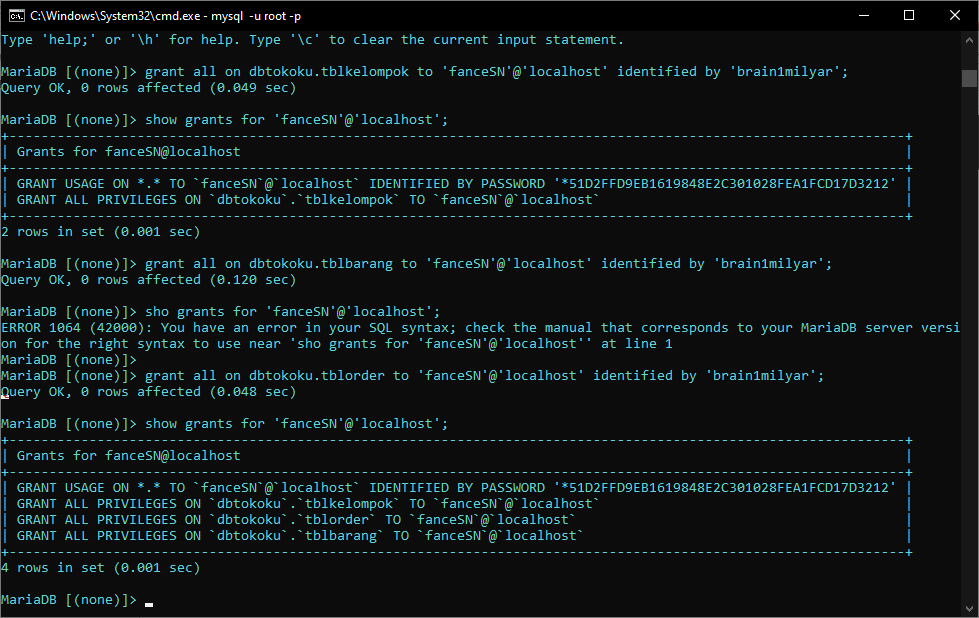 C:\Windows\System32\cmd.exe - mysql  -u root -p
Type 'help;' or '\h' for help. Type '\c' to clear the current input statement.
MariaDB [(none)]> grant all on dbtokoku.tblkelompok to 'fanceSN'@'localhost' identified by 'brain1milyar';
Query OK, 0 rows affected (0.049 sec)
MariaDB [(none)]> show grants for 'fanceSN'@'localhost';
+----------------------------------------------------------------------------------------------------------------+
| Grants for fanceSN@localhost                                                                                   |
+----------------------------------------------------------------------------------------------------------------+
| GRANT USAGE ON *.* TO `fanceSN`@`localhost` IDENTIFIED BY PASSWORD '*51D2FFD9EB1619848E2C301028FEA1FCD17D3212' |
| GRANT ALL PRIVILEGES ON `dbtokoku`.`tblkelompok` TO `fanceSN`@`localhost`                                      |
+----------------------------------------------------------------------------------------------------------------+
2 rows in set (0.001 sec)
MariaDB [(none)]> grant all on dbtokoku.tblbarang to 'fanceSN'@'localhost' identified by 'brain1milyar';
Query OK, 0 rows affected (0.120 sec)
MariaDB [(none)]> sho grants for 'fanceSN'@'localhost';
ERROR 1064 (42000): You have an error in your SQL syntax; check the manual that corresponds to your MariaDB server versi
on for the right syntax to use near 'sho grants for 'fanceSN'@'localhost'' at line 1
MariaDB [(none)]>
MariaDB [(none)]> grant all on dbtokoku.tblorder to 'fanceSN'@'localhost' identified by 'brain1milyar';
Query OK, 0 rows affected (0.048 sec)
MariaDB [(none)]> show grants for 'fanceSN'@'localhost';
+----------------------------------------------------------------------------------------------------------------+
| Grants for fanceSN@localhost                                                                                   |
+----------------------------------------------------------------------------------------------------------------+
| GRANT USAGE ON *.* TO `fanceSN`@`localhost` IDENTIFIED BY PASSWORD '*51D2FFD9EB1619848E2C301028FEA1FCD17D3212' |
| GRANT ALL PRIVILEGES ON `dbtokoku`.`tblkelompok` TO `fanceSN`@`localhost`                                      |
| GRANT ALL PRIVILEGES ON `dbtokoku`.`tblorder` TO `fanceSN`@`localhost`                                         |
| GRANT ALL PRIVILEGES ON `dbtokoku`.`tblbarang` TO `fanceSN`@`localhost`                                        |
+----------------------------------------------------------------------------------------------------------------+
4 rows in set (0.001 sec)
MariaDB [(none)]>